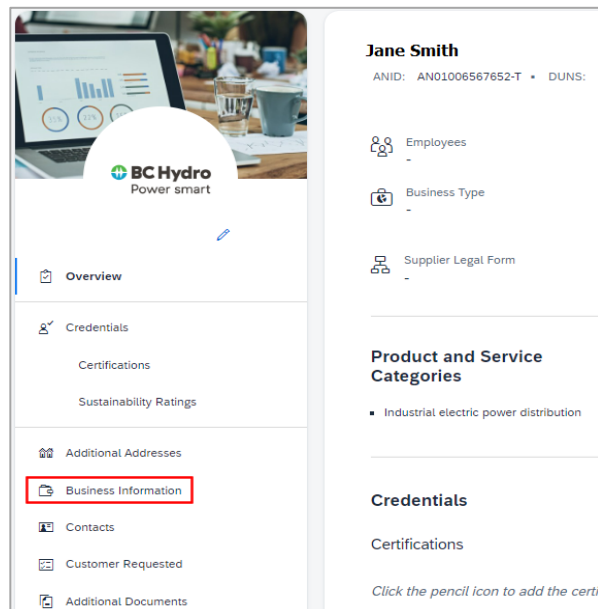 BC Hydro
Power smart
Overview
Credentials
Certifications
Sustainability Ratings
Additional Addresses
Business Information
Contacts
Customer Requested
Additional Documents
Jane Smith
ANID: AN01006567652-T • DUNS:
Employees
-
Business Type
-
Supplier Legal Form
-
Product and Service
Categories
▪ Industrial electric power distribution
Credentials
Certifications
Click the pencil icon to add the certi